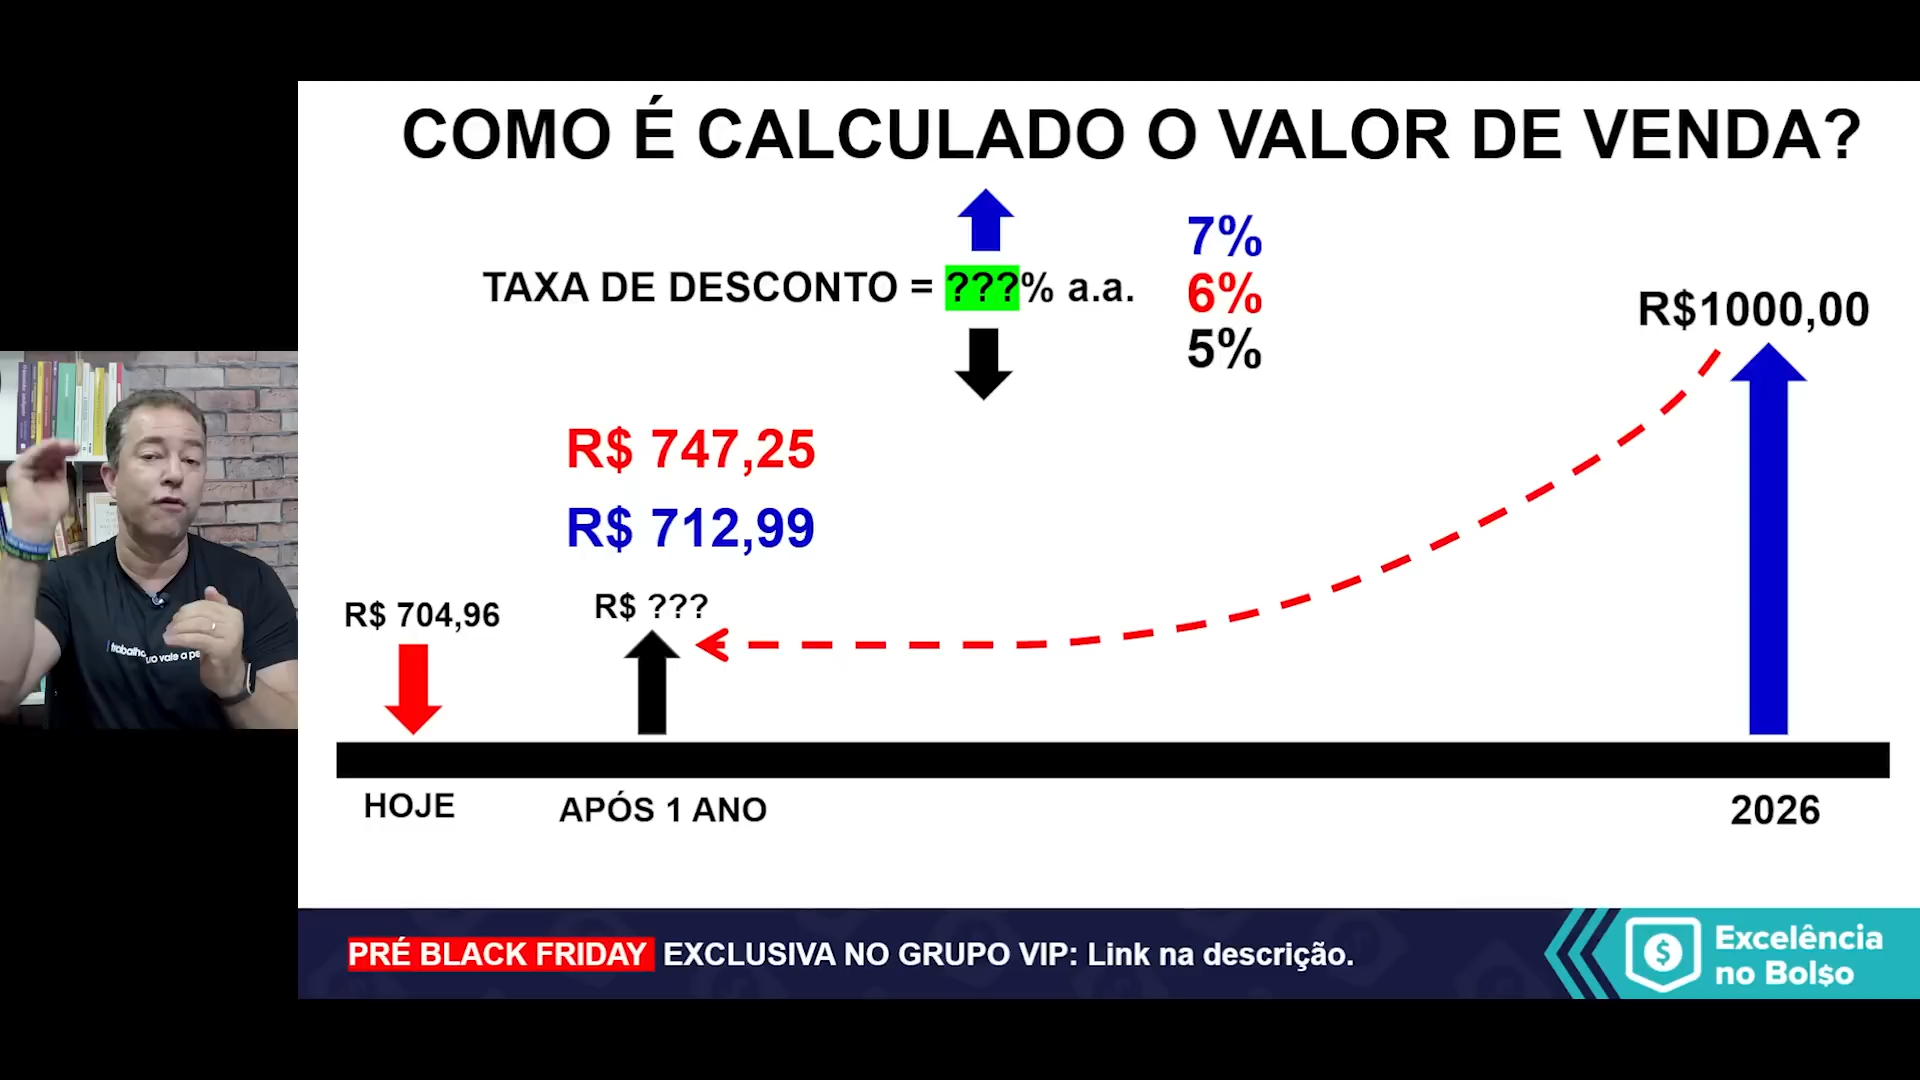 COMO É CALCULADO O VALOR DE VENDA?
7%
TAXA DE DESCONTO = ???% a.a.
6%
5%
R$1000,00
R$ 747,25
R$ 712,99
R$ 704,96
R$ ???
HOJE
APÓS 1 ANO
2026
PRÉ BLACK FRIDAY EXCLUSIVA NO GRUPO VIP: Link na descrição.
Excelência
no Bol$o